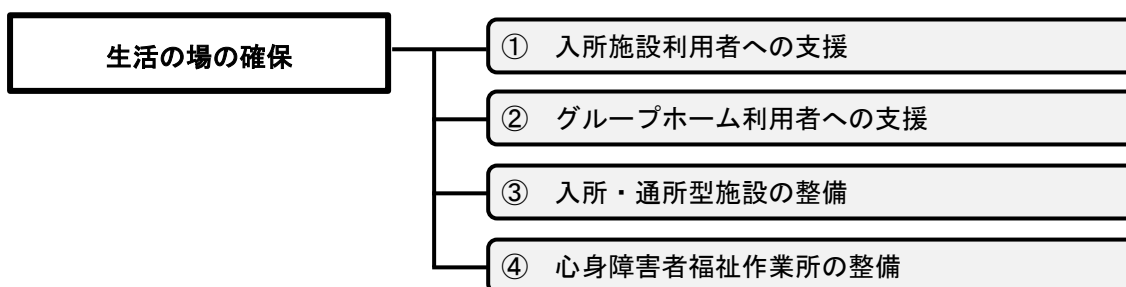 生活の場の確保
① 入所施設利用者への支援
② グループホーム利用者への支援
③ 入所・通所型施設の整備
④ 心身障害者福祉作業所の整備